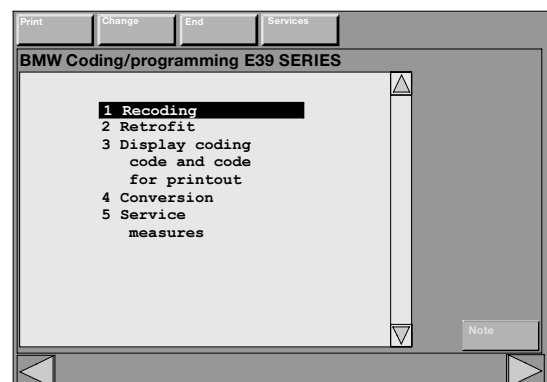 Print Change End Services
BMW Coding/programming E39 SERIES
1 Recoding
2 Retrofit
3 Display coding
code and code
for printout
4 Conversion
5 Service
measures
Note